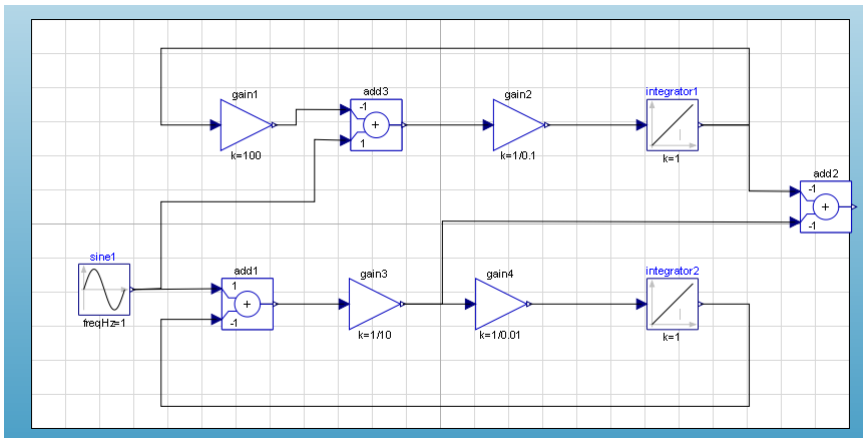 gain1
add3
gain2
integrator1
-1
+
1
k=100
k=1/0.1
k=1
add2
-1
+
-1
sine1
add1
gain3
gain4
integrator2
1
+
-1
freqHz=1
k=1/10
k=1/0.01
k=1